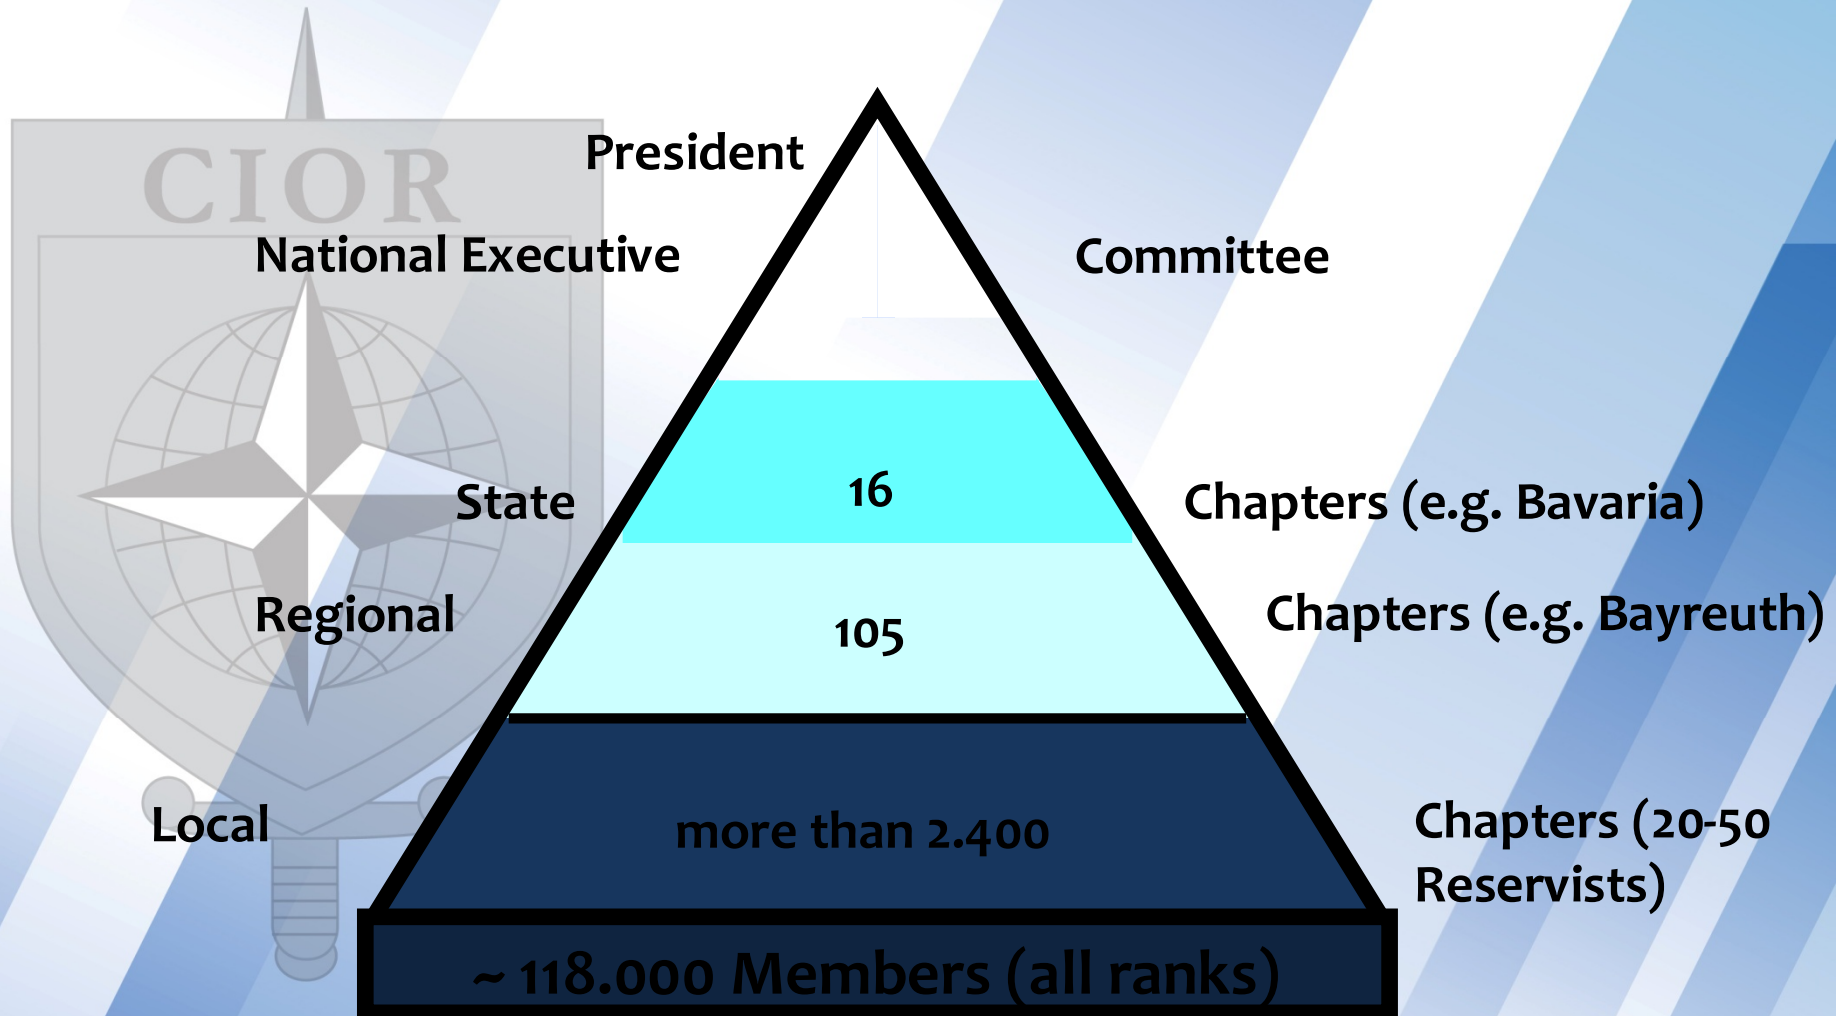 CIOR
President
National Executive Committee
State 16 Chapters (e.g. Bavaria)
Regional 105 Chapters (e.g. Bayreuth)
Local more than 2.400 Chapters (20-50
Reservists)
~ 118.000 Members (all ranks)